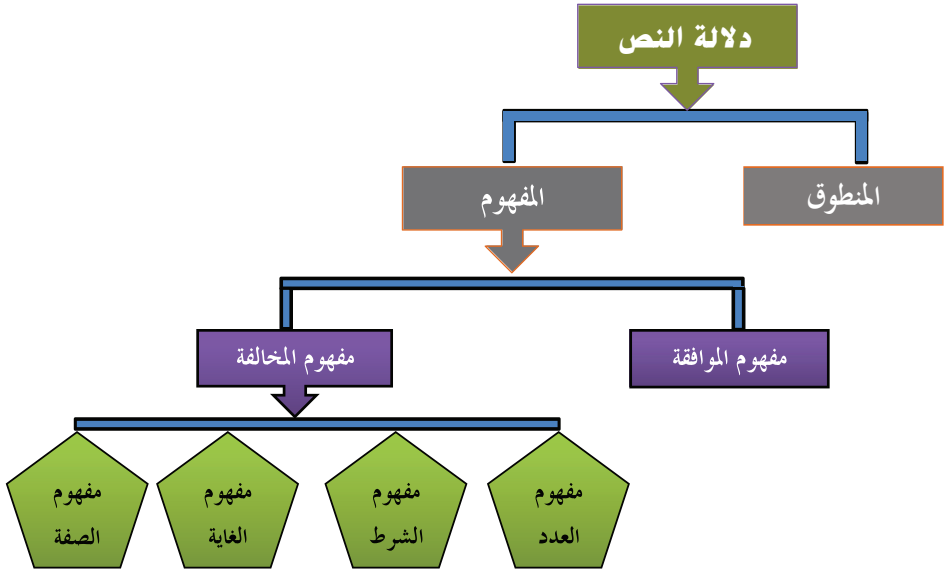 دلالة النص
المنطوق
المفهوم
مفهوم الموافقة
مفهوم المخالفة
مفهوم
العدد
مفهوم
الشرط
مفهوم
الغاية
مفهوم
الصفة